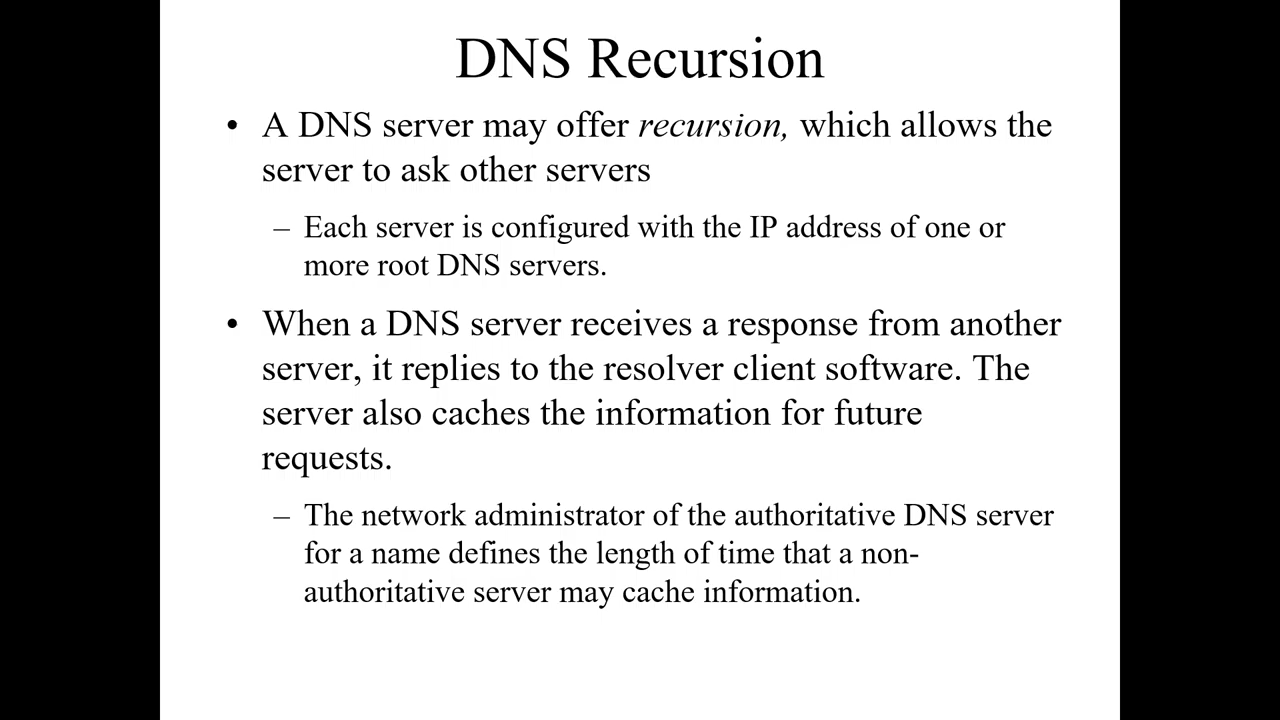 DNS Recursion
• A DNS server may offer recursion, which allows the
server to ask other servers
– Each server is configured with the IP address of one or
more root DNS servers.
• When a DNS server receives a response from another
server, it replies to the resolver client software. The
server also caches the information for future
requests.
– The network administrator of the authoritative DNS server
for a name defines the length of time that a non-
authoritative server may cache information.